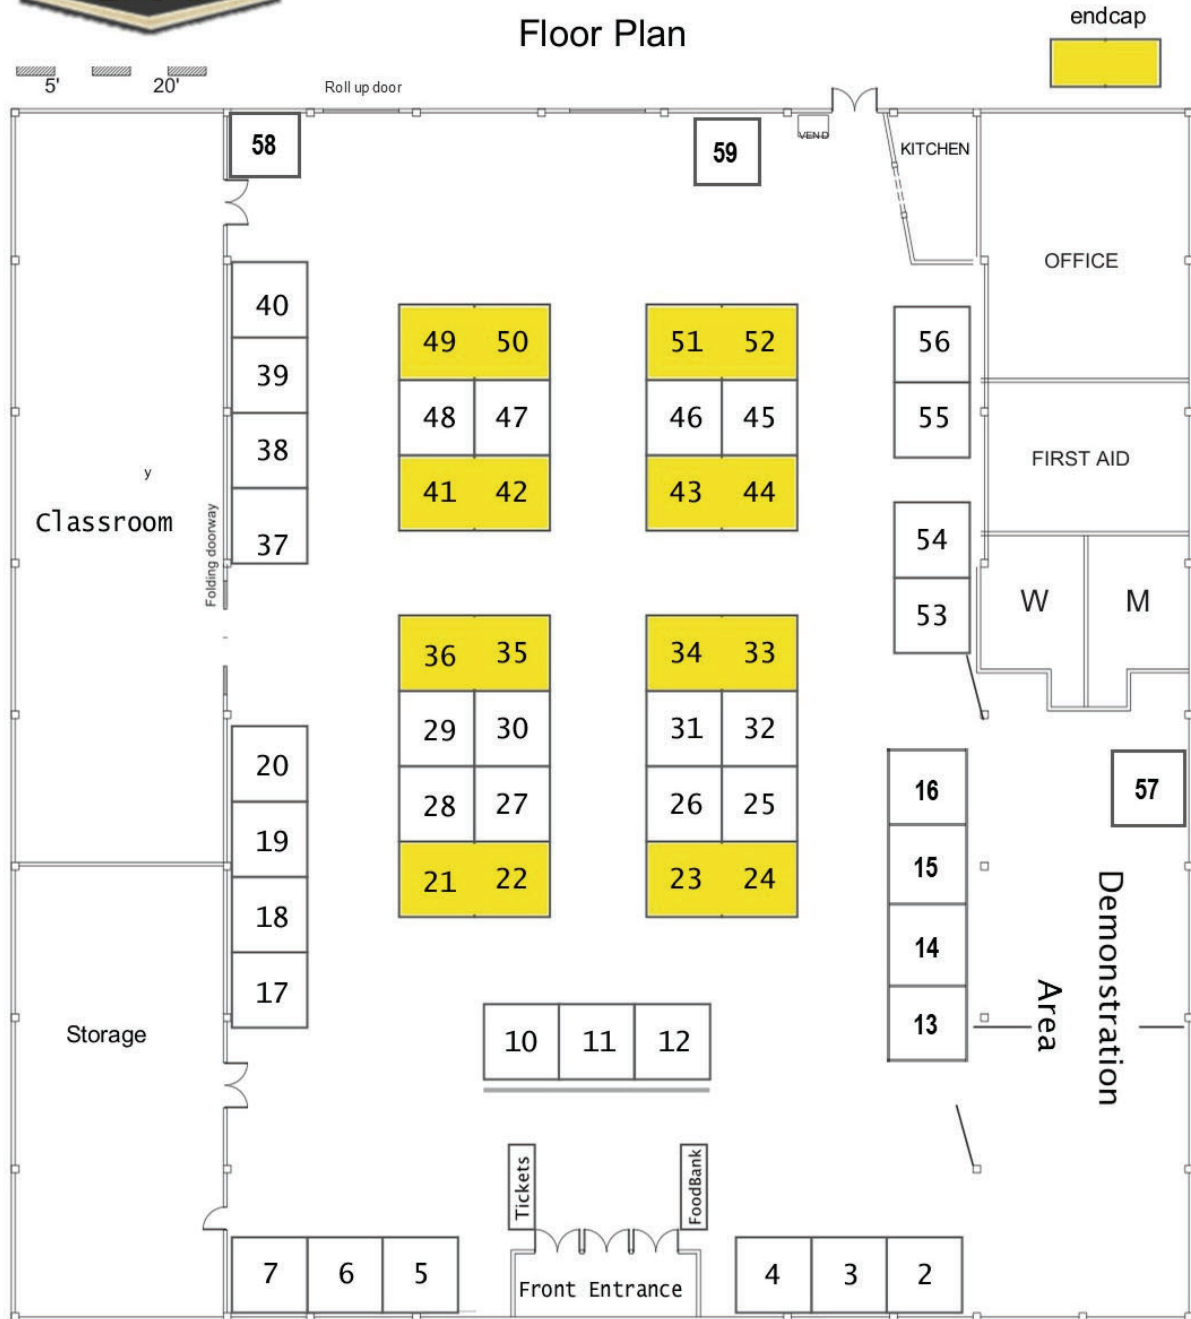 endcap
Floor Plan
5' 20'
Roll up door
58
59
VEND
KITCHEN
OFFICE
40
49 50
51 52
56
39
48 47
46 45
55
38
FIRST AID
y
41 42
43 44
Classroom
Folding doorway
37
54
W M
53
36 35
34 33
29 30
31 32
20
16
57
28 27
26 25
19
15
21 22
23 24
18
14
17
13
Demonstration
Area
Storage
10 11 12
Tickets
FoodBank
7 6 5
Front Entrance
4 3 2